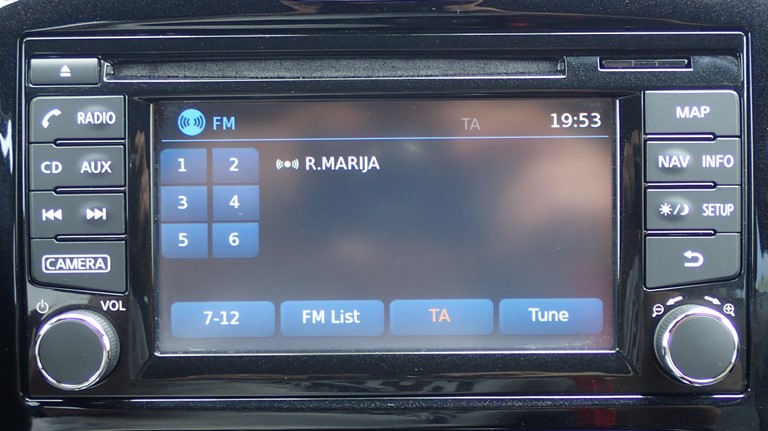 RADIO
CD AUX
CAMERA
VOL
FM TA 19:53
1 2 R.MARIJA
3 4
5 6
7-12 FM List TA Tune
MAP
NAV INFO
SETUP